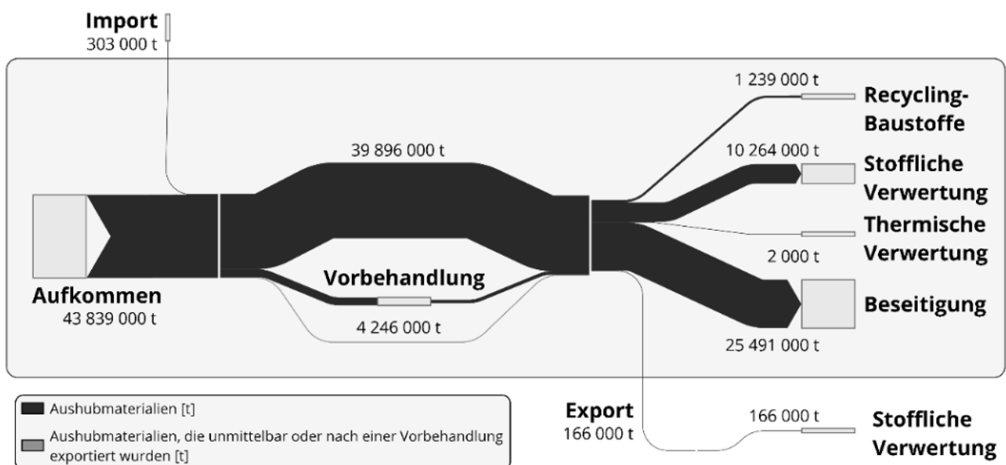 Import
303 000 t
1 239 000 t
Recycling-
Baustoffe
39 896 000 t
10 264 000 t
Stoffliche
Verwertung
Thermische
Verwertung
2 000 t
Vorbehandlung
4 246 000 t
Aufkommen
43 839 000 t
Beseitigung
25 491 000 t
Aushubmaterialien [t]
Aushubmaterialien, die unmittelbar oder nach einer Vorbehandlung
exportiert wurden [t]
Export
166 000 t
166 000 t
Stoffliche
Verwertung